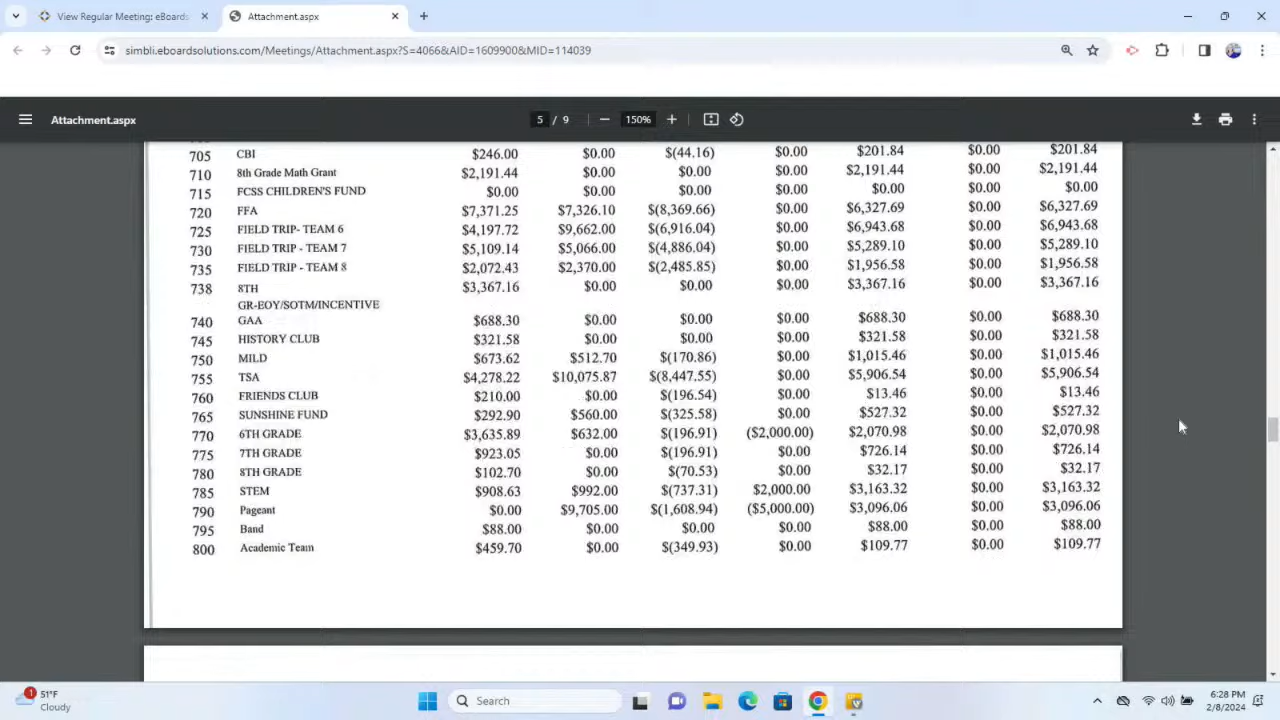 View Regular Meeting: eBoards
Attachment.aspx
simbli.eboardsolutions.com/Meetings/Attachment.aspx?S=4066&AID=1609900&MID=114039
Attachment.aspx
5 / 9
150%
705 CBI $246.00 $0.00 $(44.16) $0.00 $201.84 $0.00 $201.84
710 8th Grade Math Grant $2,191.44 $0.00 $0.00 $0.00 $2,191.44 $0.00 $2,191.44
715 FCSS CHILDREN'S FUND $0.00 $0.00 $0.00 $0.00 $0.00 $0.00 $0.00
720 FFA $7,371.25 $7,326.10 $(8,369.66) $0.00 $6,327.69 $0.00 $6,327.69
725 FIELD TRIP- TEAM 6 $4,197.72 $9,662.00 $(6,916.04) $0.00 $6,943.68 $0.00 $6,943.68
730 FIELD TRIP - TEAM 7 $5,109.14 $5,066.00 $(4,886.04) $0.00 $5,289.10 $0.00 $5,289.10
735 FIELD TRIP - TEAM 8 $2,072.43 $2,370.00 $(2,485.85) $0.00 $1,956.58 $0.00 $1,956.58
738 8TH $3,367.16 $0.00 $0.00 $0.00 $3,367.16 $0.00 $3,367.16
GR-EOY/SOTM/INCENTIVE
740 GAA $688.30 $0.00 $0.00 $0.00 $688.30 $0.00 $688.30
745 HISTORY CLUB $321.58 $0.00 $0.00 $0.00 $321.58 $0.00 $321.58
750 MILD $673.62 $512.70 $(170.86) $0.00 $1,015.46 $0.00 $1,015.46
755 TSA $4,278.22 $10,075.87 $(8,447.55) $0.00 $5,906.54 $0.00 $5,906.54
760 FRIENDS CLUB $210.00 $0.00 $(196.54) $0.00 $13.46 $0.00 $13.46
765 SUNSHINE FUND $292.90 $560.00 $(325.58) $0.00 $527.32 $0.00 $527.32
770 6TH GRADE $3,635.89 $632.00 $(196.91) ($2,000.00) $2,070.98 $0.00 $2,070.98
775 7TH GRADE $923.05 $0.00 $(196.91) $0.00 $726.14 $0.00 $726.14
780 8TH GRADE $102.70 $0.00 $(70.53) $0.00 $32.17 $0.00 $32.17
785 STEM $908.63 $992.00 $(737.31) $2,000.00 $3,163.32 $0.00 $3,163.32
790 Pageant $0.00 $9,705.00 $(1,608.94) ($5,000.00) $3,096.06 $0.00 $3,096.06
795 Band $88.00 $0.00 $0.00 $0.00 $88.00 $0.00 $88.00
800 Academic Team $459.70 $0.00 $(349.93) $0.00 $109.77 $0.00 $109.77
1
51°F
Cloudy
Search
6:28 PM
2/8/2024